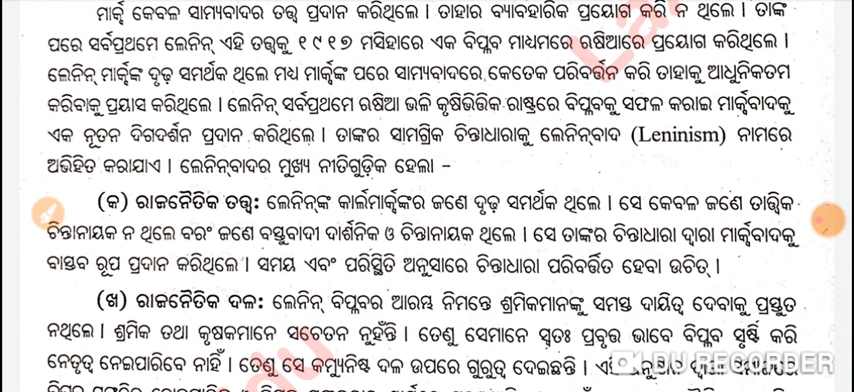 ମାର୍କ୍ସ କେବଳ ସାମ୍ୟବାଦର ତତ୍ତ୍ୱ ପ୍ରଦାନ କରିଥିଲେ । ତାହାର ବ୍ୟାବହାରିକ ପ୍ରୟୋଗ କରି ନ ଥିଲେ । ତାଙ୍କ
ପରେ ସର୍ବପ୍ରଥମେ ଲେନିନ୍ ଏହି ତତ୍ତ୍ୱକୁ ୧୯୧୭ ମସିହାରେ ଏକ ବିପ୍ଳବ ମାଧ୍ୟମରେ ଋଷିଆରେ ପ୍ରୟୋଗ କରିଥିଲେ ।
ଲେନିନ୍ ମାର୍କ୍ସଙ୍କ ଦୃଢ଼ ସମର୍ଥକ ଥିଲେ ମଧ୍ୟ ମାର୍କ୍ସଙ୍କ ପରେ ସାମ୍ୟବାଦରେ କେତେକ ପରିବର୍ତ୍ତନ କରି ତାହାକୁ ଆଧୁନିକତମ
କରିବାକୁ ପ୍ରୟାସ କରିଥିଲେ । ଲେନିନ୍ ସର୍ବପ୍ରଥମେ ଋଷିଆ ଭଳି କୃଷିଭିତ୍ତିକ ରାଷ୍ଟ୍ରରେ ବିପ୍ଳବକୁ ସଫଳ କରାଇ ମାର୍କ୍ସବାଦକୁ
ଏକ ନୂତନ ଦିଗଦର୍ଶନ ପ୍ରଦାନ କରିଥିଲେ । ତାଙ୍କର ସାମଗ୍ରିକ ଚିନ୍ତାଧାରାକୁ ଲେନିନ୍‌ବାଦ (Leninism) ନାମରେ
ଅଭିହିତ କରାଯାଏ । ଲେନିନ୍‌ବାଦର ମୁଖ୍ୟ ନୀତିଗୁଡ଼ିକ ହେଲା –
(କ) ରାଜନୈତିକ ତତ୍ତ୍ୱ: ଲେନିନ୍‌ଙ୍କ କାର୍ଲମାର୍କ୍ସଙ୍କର ଜଣେ ଦୃଢ଼ ସମର୍ଥକ ଥିଲେ । ସେ କେବଳ ଜଣେ ତାତ୍ତ୍ୱିକ
ଚିନ୍ତାନାୟକ ନ ଥିଲେ ବରଂ ଜଣେ ବସ୍ତୁବାଦୀ ଦାର୍ଶନିକ ଓ ଚିନ୍ତାନାୟକ ଥିଲେ । ସେ ତାଙ୍କର ଚିନ୍ତାଧାରା ଦ୍ୱାରା ମାର୍କ୍ସବାଦକୁ
ବାସ୍ତବ ରୂପ ପ୍ରଦାନ କରିଥିଲେ । ସମୟ ଏବଂ ପରିସ୍ଥିତି ଅନୁସାରେ ଚିନ୍ତାଧାରା ପରିବର୍ତ୍ତିତ ହେବା ଉଚିତ୍ ।
(ଖ) ରାଜନୈତିକ ଦଳ: ଲେନିନ୍ ବିପ୍ଳବର ଆରମ୍ଭ ନିମନ୍ତେ ଶ୍ରମିକମାନଙ୍କୁ ସମସ୍ତ ଦାୟିତ୍ୱ ଦେବାକୁ ପ୍ରସ୍ତୁତ
ନଥିଲେ । ଶ୍ରମିକ ତଥା କୃଷକମାନେ ସଚେତନ ନୁହଁନ୍ତି । ତେଣୁ ସେମାନେ ସ୍ୱତଃ ପ୍ରବୃତ୍ତ ଭାବେ ବିପ୍ଳବ ସୃଷ୍ଟି କରି
ନେତୃତ୍ୱ ନେଇପାରିବେ ନାହିଁ । ତେଣୁ ସେ କମ୍ୟୁନିଷ୍ଟ ଦଳ ଉପରେ ଗୁରୁତ୍ୱ ଦେଇଛନ୍ତି ।
DU RECORDER